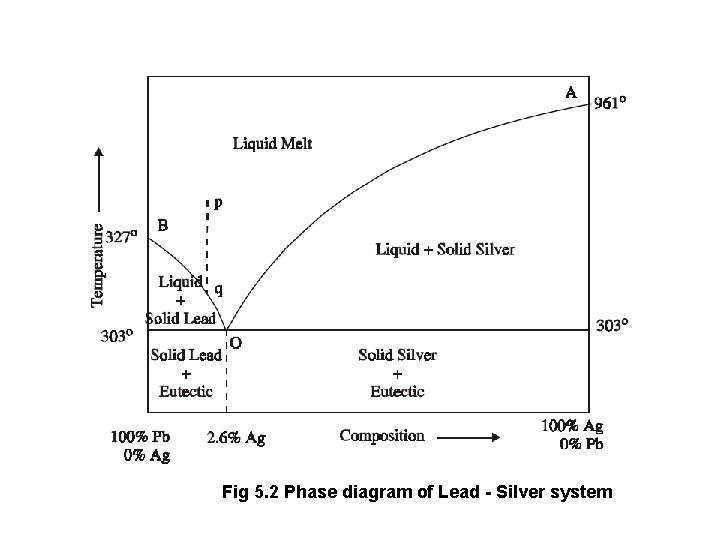 A
961°
Liquid Melt
p
B
327°
Temperature
Liquid + Solid Silver
Liquid
+
Solid Lead
q
303°
303°
O
Solid Lead
+
Eutectic
Solid Silver
+
Eutectic
100% Pb
0% Ag
2.6% Ag
Composition
100% Ag
0% Pb
Fig 5.2 Phase diagram of Lead - Silver system